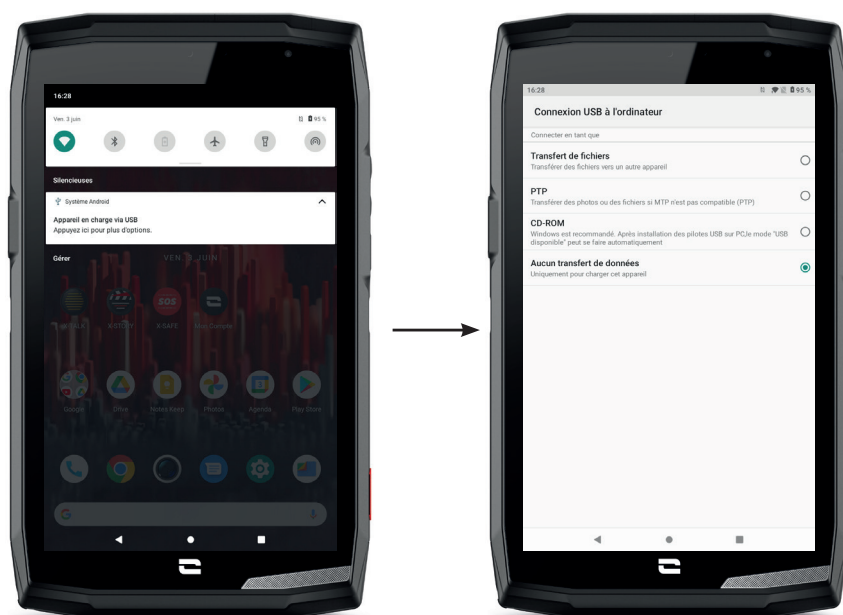 16:28
Ven. 3 juin
95 %
Silencieuses
Système Android
Appareil en charge via USB
Appuyez ici pour plus d'options.
Gérer
VEN. 3 JUIN
X-TALK
X-STORY
X-SAFE
Mon Compte
SOS
Google
Drive
Notes Keep
Photos
Agenda
Play Store
G
16:28
95 %
Connexion USB à l'ordinateur
Connecter en tant que
Transfert de fichiers
Transférer des fichiers vers un autre appareil
PTP
Transférer des photos ou des fichiers si MTP n'est pas compatible (PTP)
CD-ROM
Windows est recommandé. Après installation des pilotes USB sur PC,le mode "USB
disponible" peut se faire automatiquement
Aucun transfert de données
Uniquement pour charger cet appareil